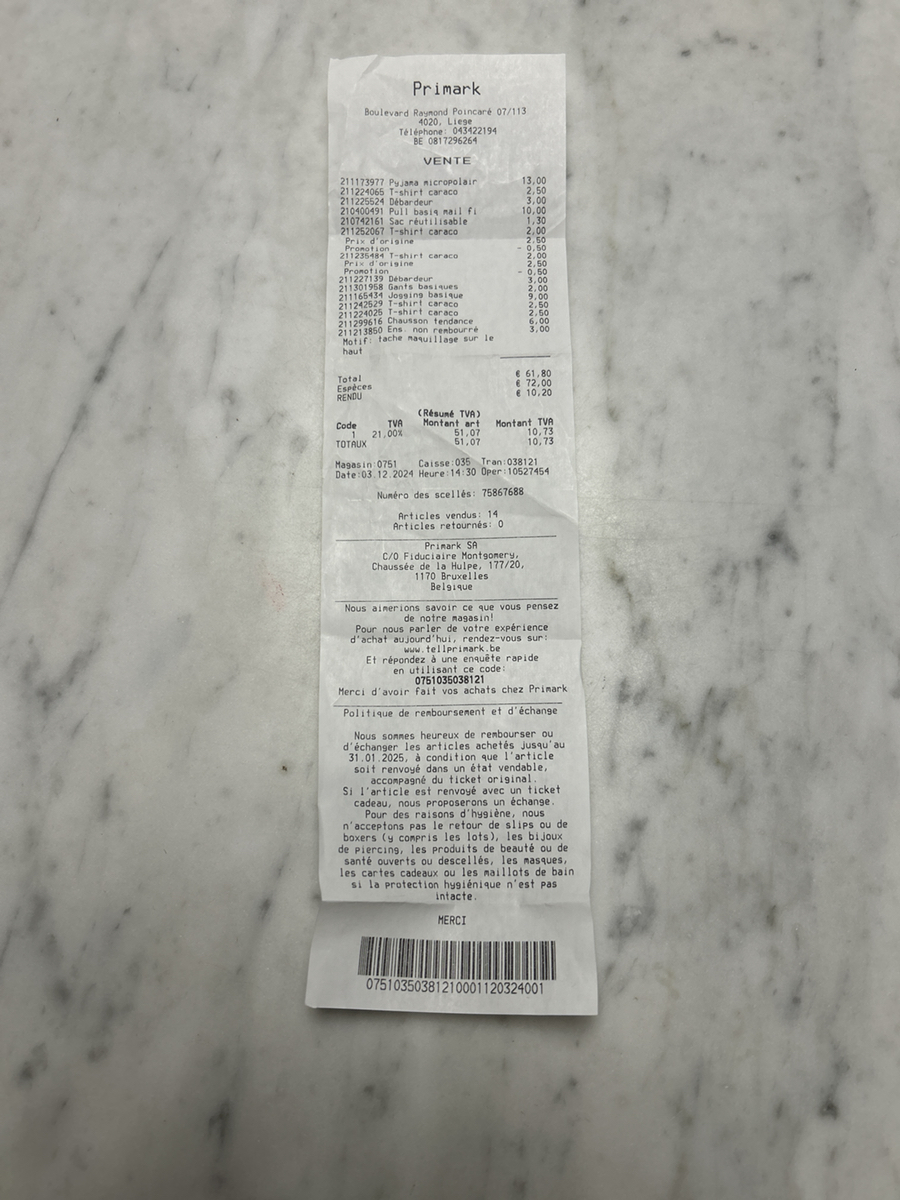 Primark
Boulevard Raymond Poincaré 07/113
4020, Liege
Téléphone: 043422194
BE 0817296264
VENTE
211173977 Pyjama micropolair 13,00
211224065 T-shirt caraco 2,50
211225524 Débardeur 3,00
210400491 Pull basiq mail fi 10,00
210742161 Sac réutilisable 1,30
211252067 T-shirt caraco 2,00
Prix d'origine 2,50
Promotion - 0,50
211235484 T-shirt caraco 2,00
Prix d'origine 2,50
Promotion - 0,50
211227139 Débardeur 3,00
211301958 Gants basiques 2,00
211165434 Jogging basique 9,00
211242529 T-shirt caraco 2,50
211224025 T-shirt caraco 2,50
211299616 Chausson tendance 6,00
211213850 Ens. non rembourré 3,00
Motif: tache maquillage sur le
haut
Total € 61,80
Espèces € 72,00
RENDU € 10,20
(Résumé TVA)
Code TVA Montant art Montant TVA
1 21,00% 51,07 10,73
TOTAUX 51,07 10,73
Magasin:0751 Caisse:035 Tran:038121
Date:03.12.2024 Heure:14:30 Oper:10527454
Numéro des scellés: 75867688
Articles vendus: 14
Articles retournés: 0
Primark SA
C/O Fiduciaire Montgomery,
Chaussée de la Hulpe, 177/20,
1170 Bruxelles
Belgique
Nous aimerions savoir ce que vous pensez
de notre magasin!
Pour nous parler de votre expérience
d'achat aujourd'hui, rendez-vous sur:
www.tellprimark.be
Et répondez à une enquête rapide
en utilisant ce code:
0751035038121
Merci d'avoir fait vos achats chez Primark
Politique de remboursement et d'échange
Nous sommes heureux de rembourser ou
d'échanger les articles achetés jusqu'au
31.01.2025, à condition que l'article
soit renvoyé dans un état vendable,
accompagné du ticket original.
Si l'article est renvoyé avec un ticket
cadeau, nous proposerons un échange.
Pour des raisons d'hygiène, nous
n'acceptons pas le retour de slips ou de
boxers (y compris les lots), les bijoux
de piercing, les produits de beauté ou de
santé ouverts ou descellés, les masques,
les cartes cadeaux ou les maillots de bain
si la protection hygiénique n'est pas
intacte.
MERCI
07510350381210001120324001